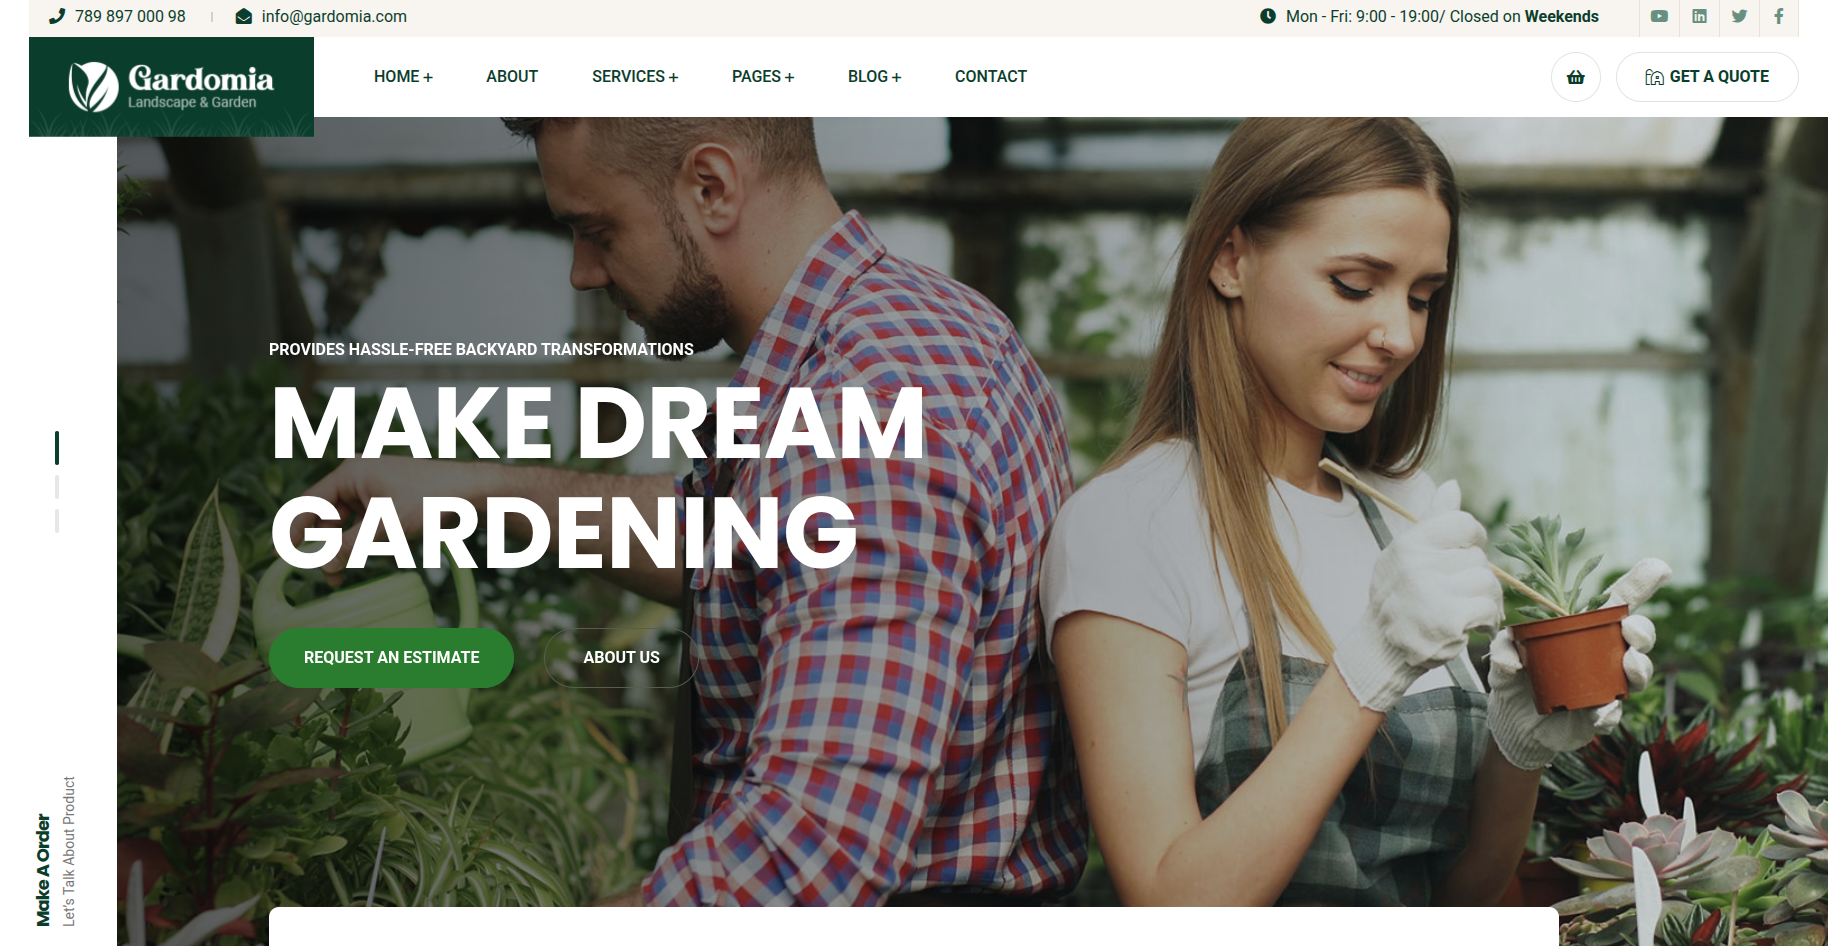 789 897 000 98
info@gardomia.com
Mon - Fri: 9:00 - 19:00/ Closed on Weekends
Gardomia
Landscape & Garden
HOME +
ABOUT
SERVICES +
PAGES +
BLOG +
CONTACT
GET A QUOTE
PROVIDES HASSLE-FREE BACKYARD TRANSFORMATIONS
MAKE DREAM
GARDENING
REQUEST AN ESTIMATE
ABOUT US
Make A Order
Let's Talk About Product